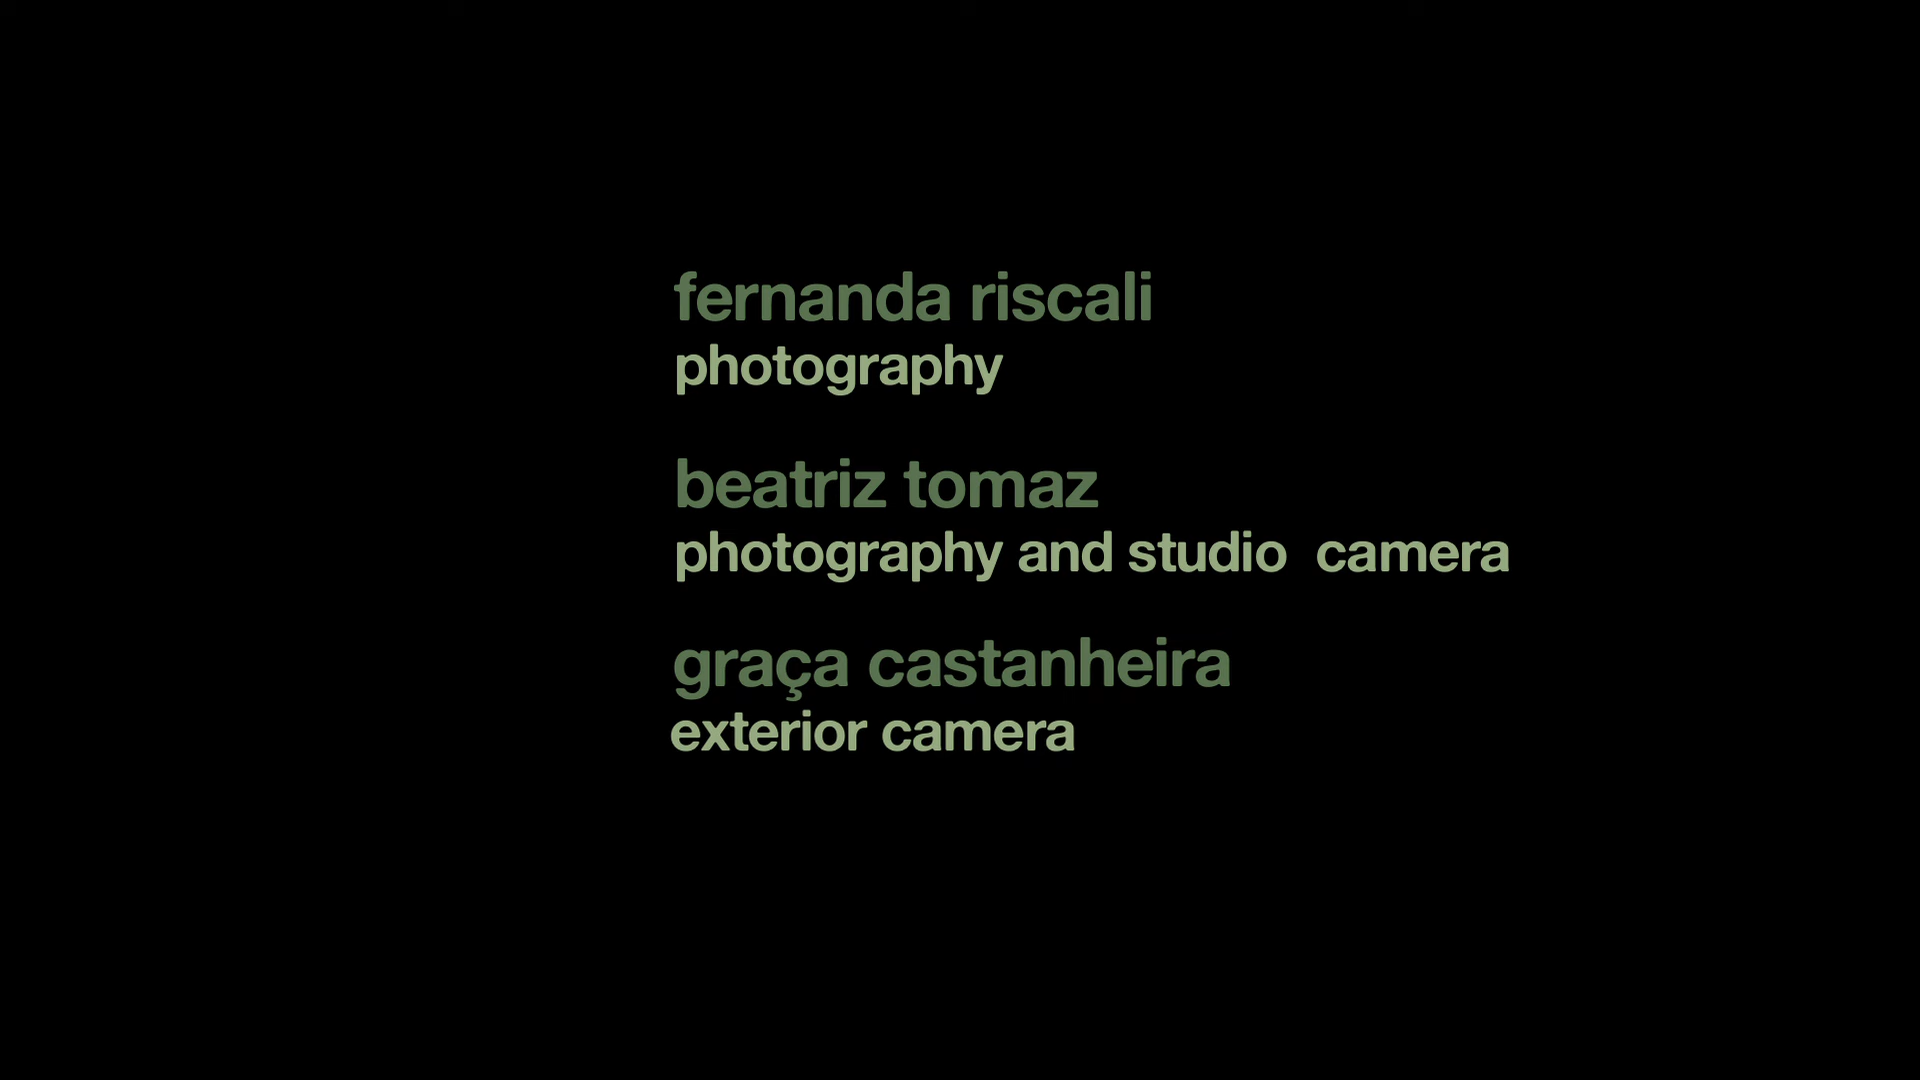 fernanda riscali
photography
beatriz tomaz
photography and studio  camera
graça castanheira
exterior camera